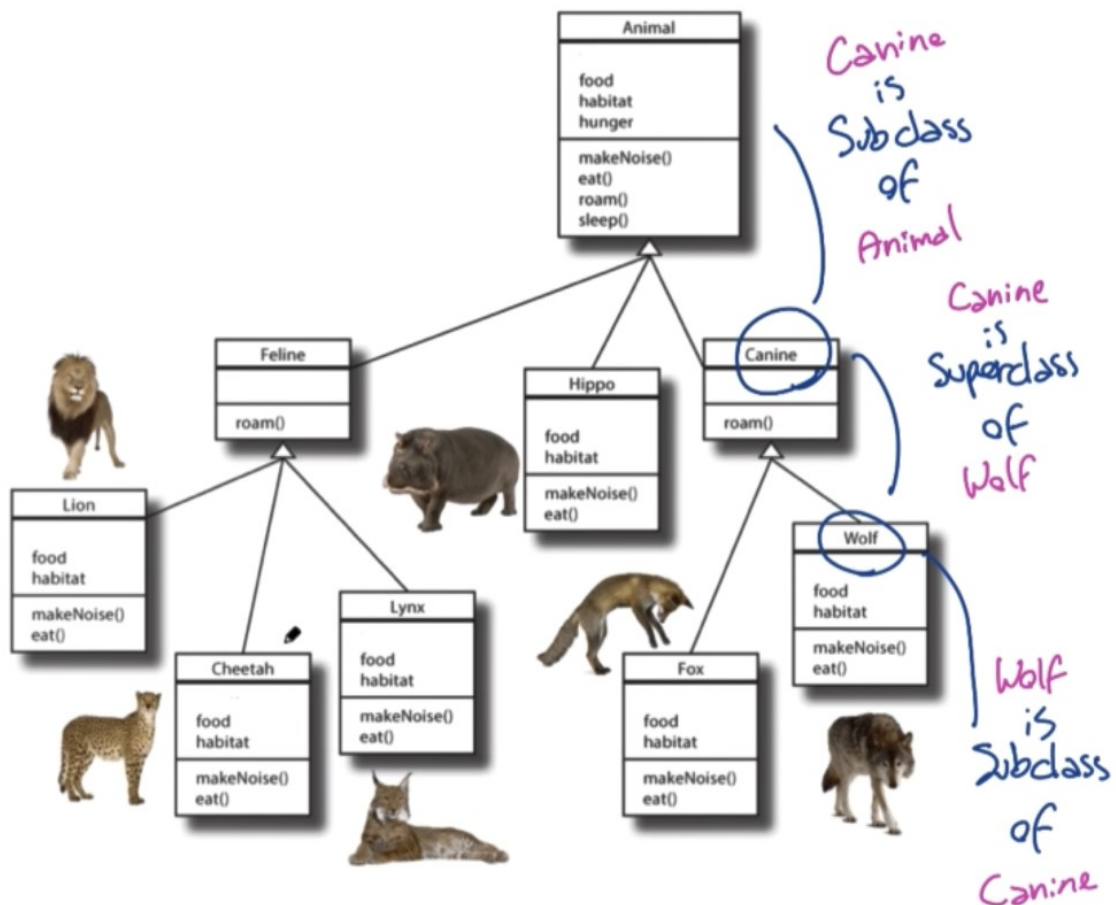 Animal
food
habitat
hunger
makeNoise()
eat()
roam()
sleep()
Canine
is
Subclass
of
Animal
Feline
roam()
Hippo
food
habitat
makeNoise()
eat()
Canine
roam()
Canine
is
Superclass
of
Wolf
Lion
food
habitat
makeNoise()
eat()
Cheetah
food
habitat
makeNoise()
eat()
Lynx
food
habitat
makeNoise()
eat()
Fox
food
habitat
makeNoise()
eat()
Wolf
food
habitat
makeNoise()
eat()
Wolf
is
Subclass
of
Canine